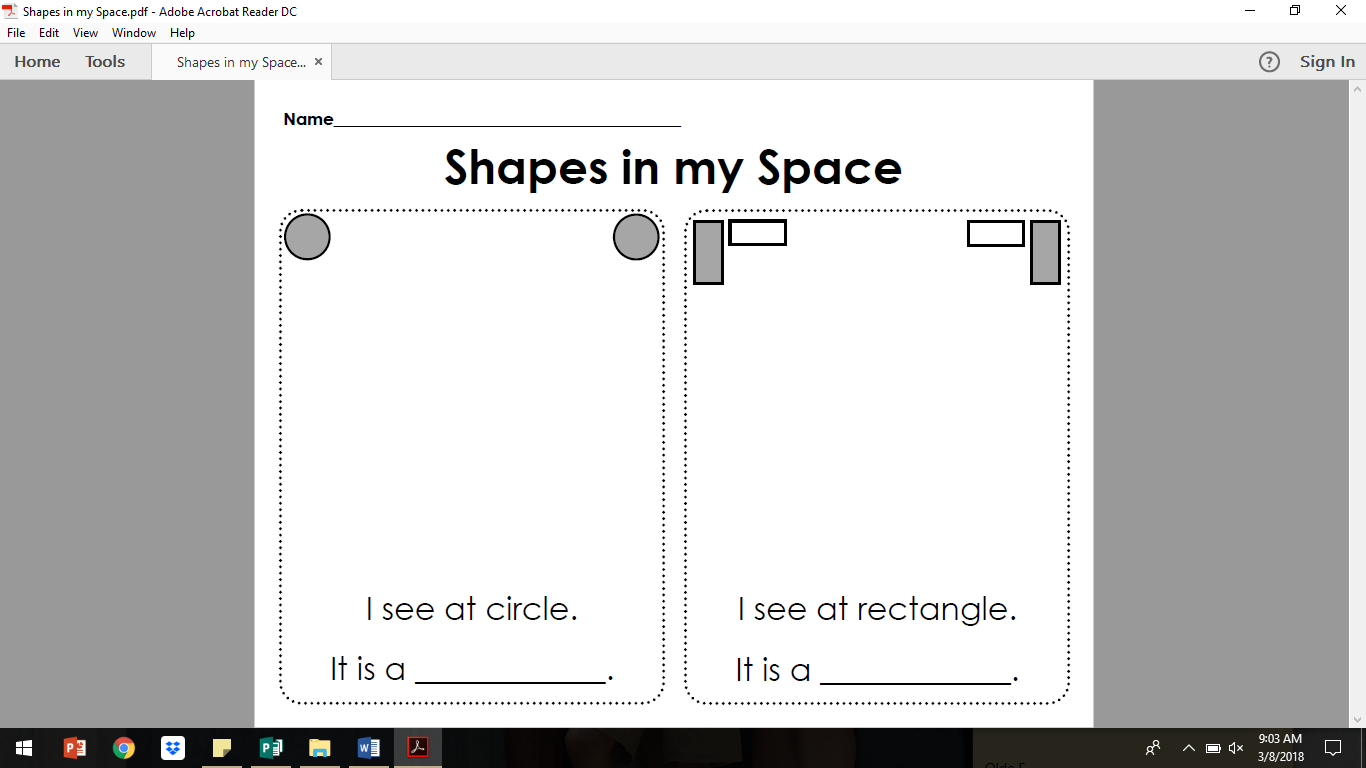 Shapes in my Space.pdf - Adobe Acrobat Reader DC
File Edit View Window Help
Home Tools Shapes in my Space... × ? Sign In
Name___________________________________
Shapes in my Space
I see at circle.
It is a ____________.
I see at rectangle.
It is a ____________.
9:03 AM
3/8/2018